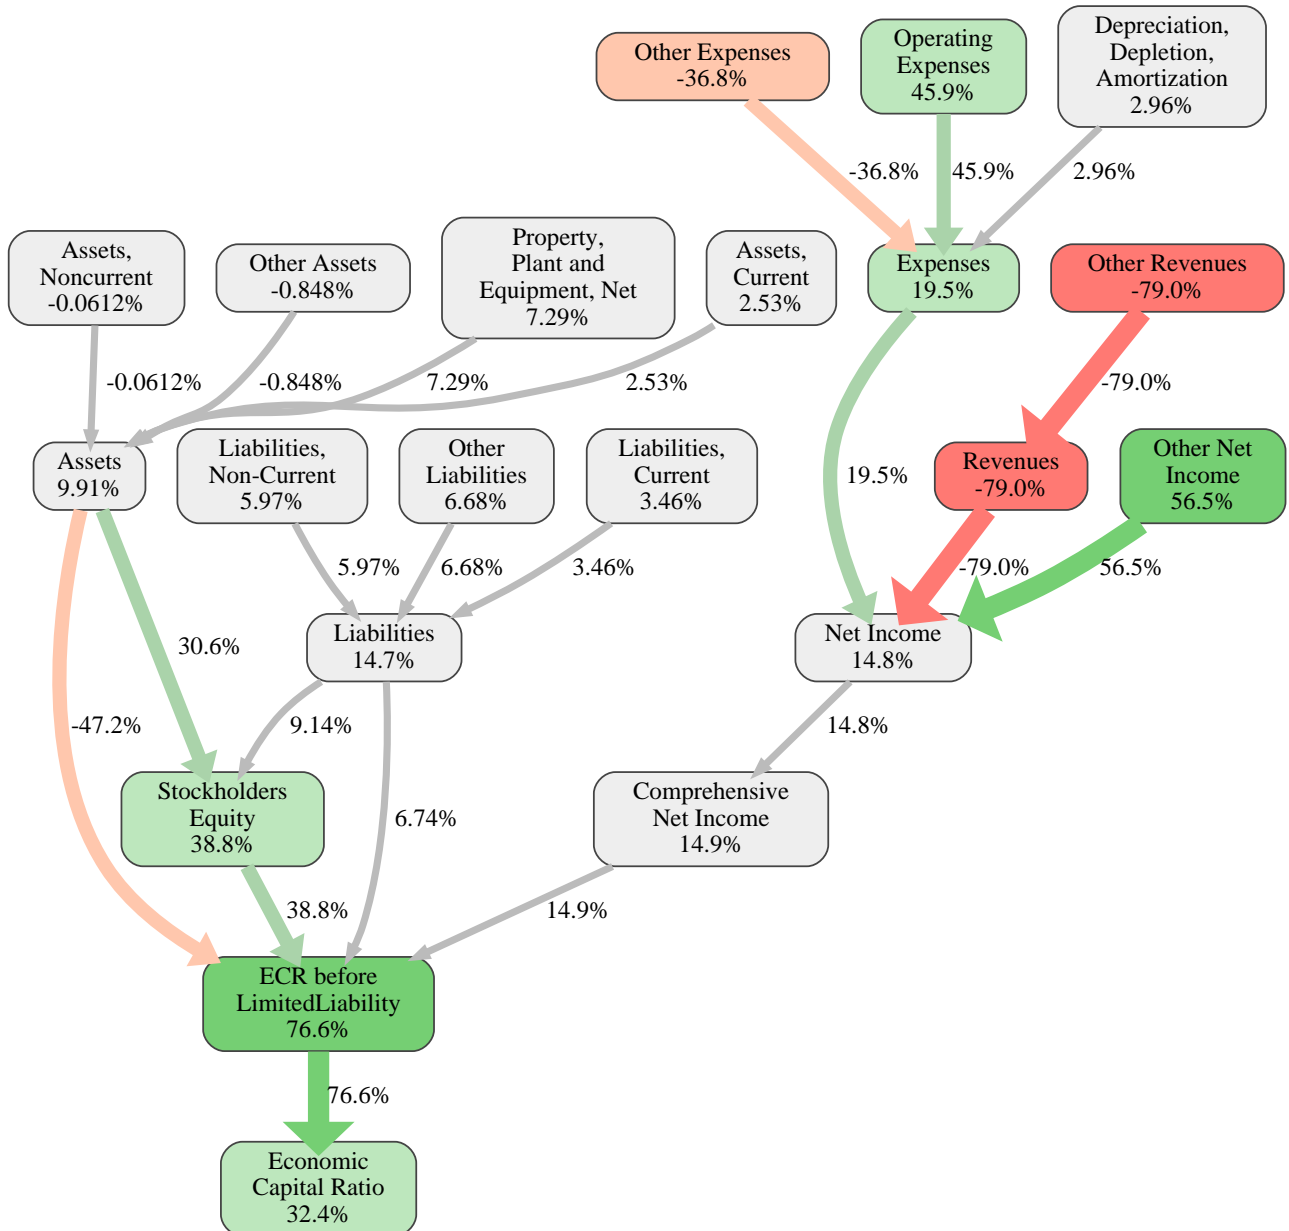 Other Expenses
-36.8%
Operating
Expenses
45.9%
Depreciation,
Depletion,
Amortization
2.96%
-36.8%
45.9%
2.96%
Assets,
Noncurrent
-0.0612%
Other Assets
-0.848%
Property,
Plant and
Equipment, Net
7.29%
Assets,
Current
2.53%
Expenses
19.5%
Other Revenues
-79.0%
-0.0612%
-0.848%
7.29%
2.53%
-79.0%
Assets
9.91%
Liabilities,
Non-Current
5.97%
Other
Liabilities
6.68%
Liabilities,
Current
3.46%
19.5%
Revenues
-79.0%
Other Net
Income
56.5%
5.97%
6.68%
3.46%
-79.0%
56.5%
30.6%
Liabilities
14.7%
Net Income
14.8%
-47.2%
9.14%
14.8%
Stockholders
Equity
38.8%
6.74%
Comprehensive
Net Income
14.9%
38.8%
14.9%
ECR before
LimitedLiability
76.6%
76.6%
Economic
Capital Ratio
32.4%